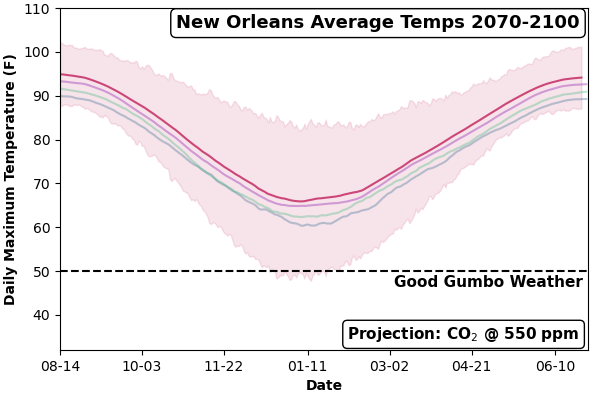 New Orleans Average Temps 2070-2100
Daily Maximum Temperature (F)
110
100
90
80
70
60
50
40
Good Gumbo Weather
Projection: CO₂ @ 550 ppm
08-14 10-03 11-22 01-11 03-02 04-21 06-10
Date